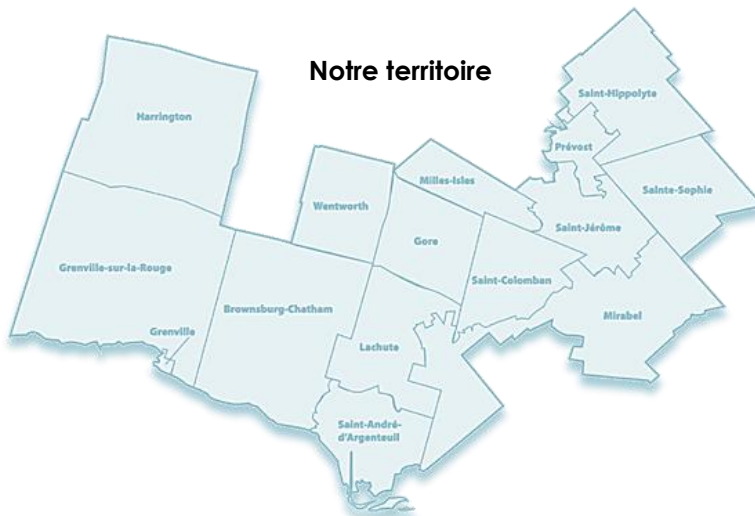 Notre territoire
Saint-Hippolyte
Harrington
Prévost
Milles-Isles
Sainte-Sophie
Wentworth
Saint-Jérôme
Gore
Grenville-sur-la-Rouge
Saint-Colomban
Brownsburg-Chatham
Mirabel
Grenville
Lachute
Saint-André-
d'Argenteuil